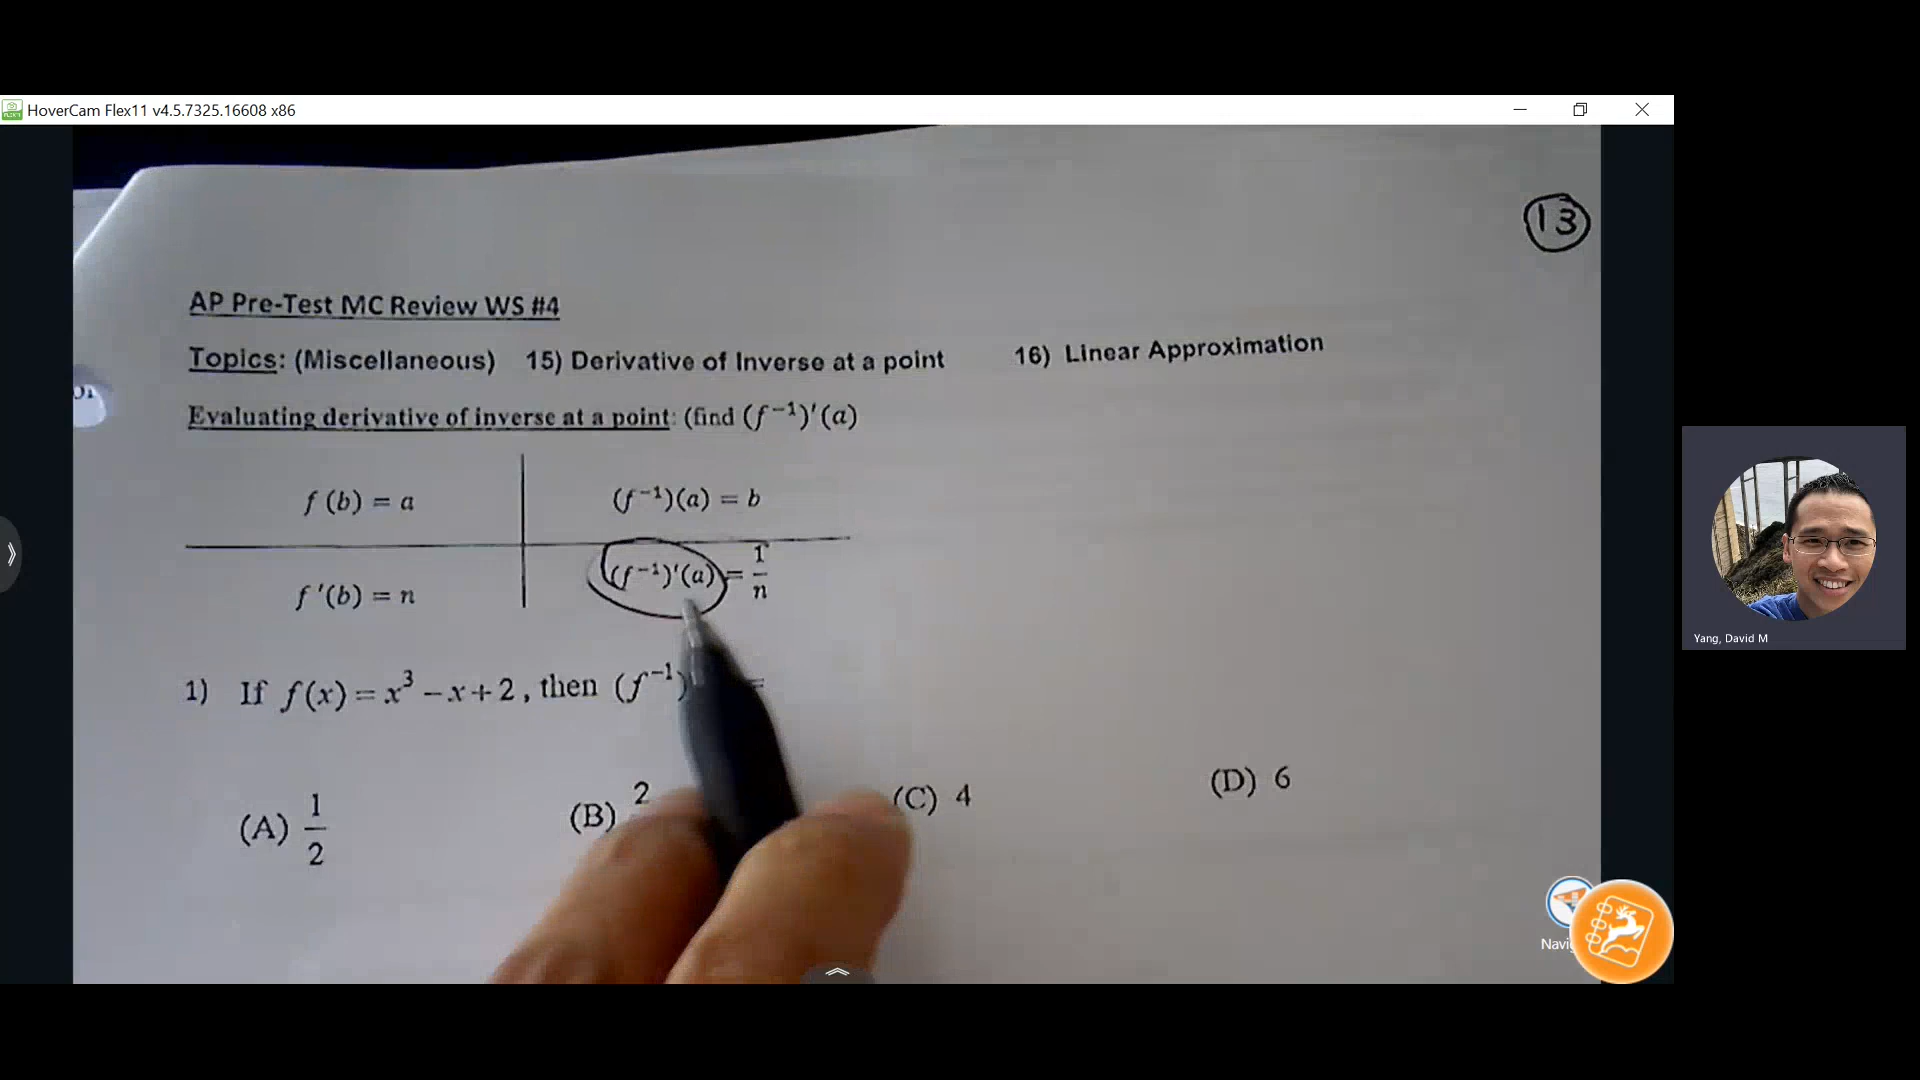 HoverCam Flex11 v4.5.7325.16608 x86
13
AP Pre-Test MC Review WS #4
Topics: (Miscellaneous) 15) Derivative of Inverse at a point 16) Linear Approximation
Evaluating derivative of inverse at a point: (find (f⁻¹)′(a)
f (b) = a (f⁻¹)(a) = b
f ′(b) = n (f⁻¹)′(a) = 1/n
1) If f(x) = x³ − x + 2, then (f⁻¹) =
(A) 1/2 (B) 2 (C) 4 (D) 6
Yang, David M